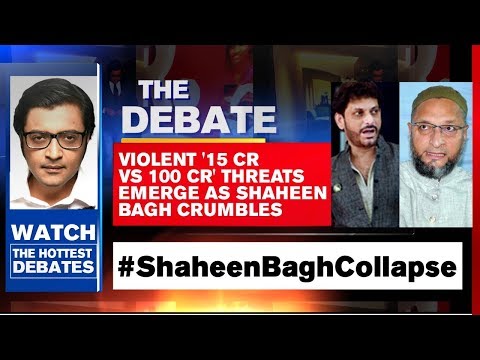 THE
DEBATE
VIOLENT '15 CR
VS 100 CR' THREATS
EMERGE AS SHAHEEN
BAGH CRUMBLES
WATCH
THE HOTTEST
DEBATES
#ShaheenBaghCollapse